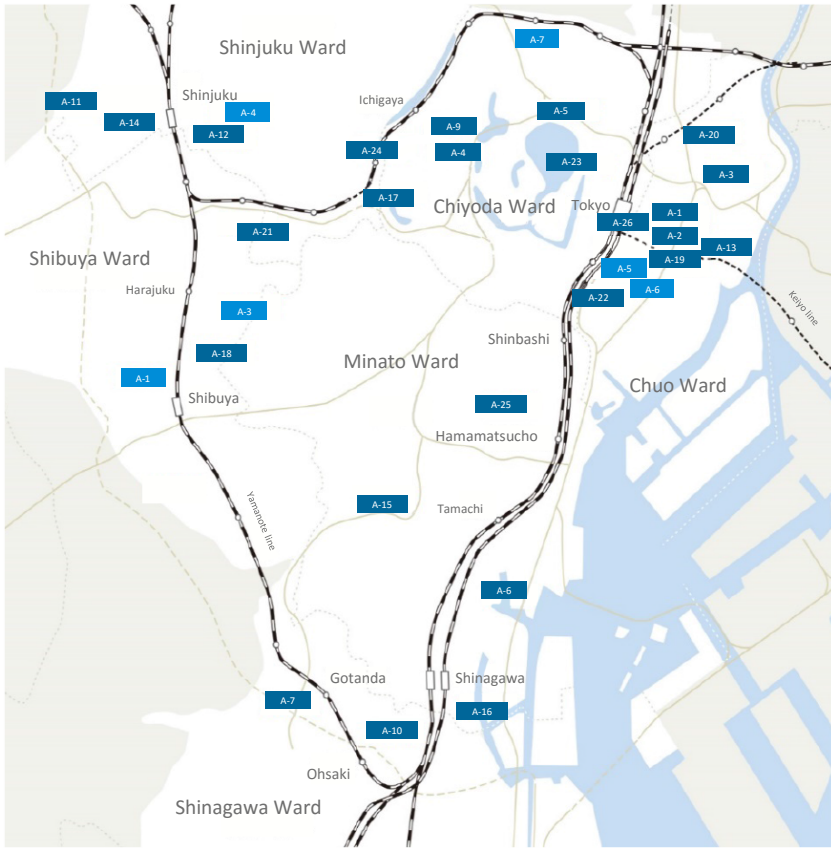 A-7
Shinjuku Ward
Shinjuku
A-11
A-4
Ichigaya
A-5
A-14
A-12
A-9
A-20
A-24
A-4
A-23
A-3
A-17
Chiyoda Ward
Tokyo
A-1
A-26
A-21
A-2
A-13
Shibuya Ward
A-19
A-5
Harajuku
A-6
A-22
Keiyo line
A-3
Shinbashi
A-18
Minato Ward
A-1
Chuo Ward
Shibuya
A-25
Hamamatsucho
A-15
Tamachi
Yamanote line
A-6
Gotanda
Shinagawa
A-7
A-16
A-10
Ohsaki
Shinagawa Ward